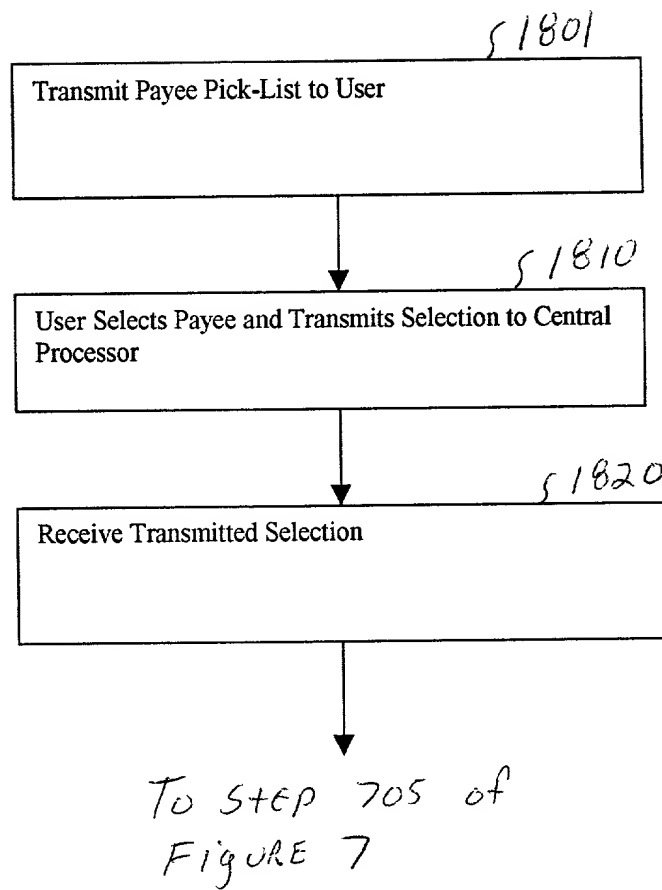 1801
Transmit Payee Pick-List to User
1810
User Selects Payee and Transmits Selection to Central
Processor
1820
Receive Transmitted Selection
To StEp 705 of
FigURE 7